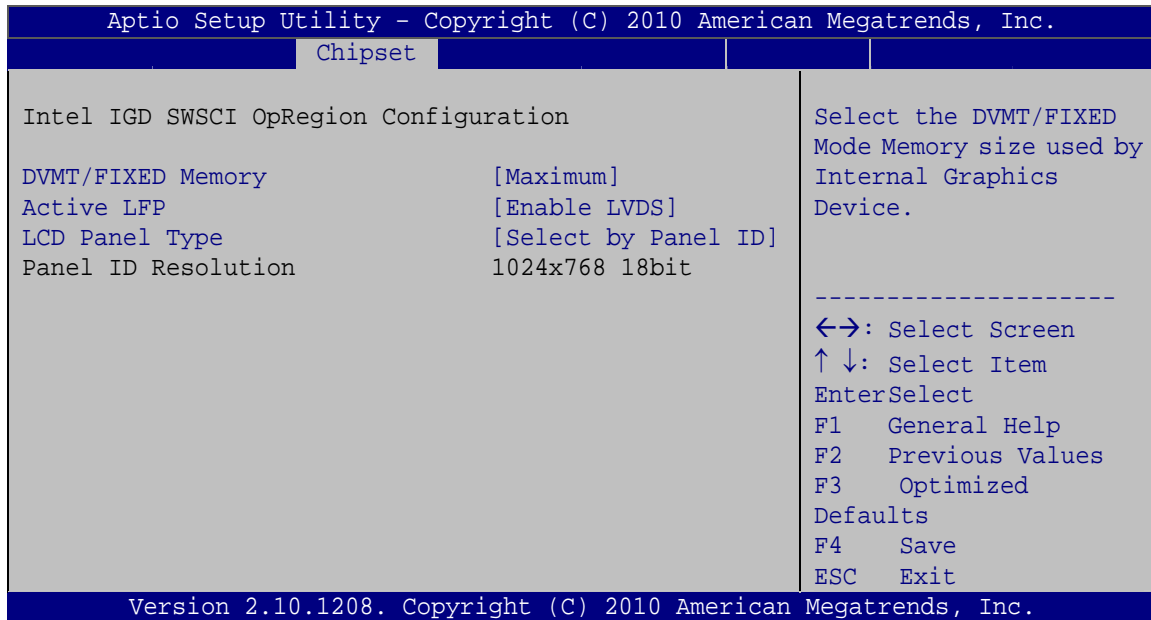 Aptio Setup Utility – Copyright (C) 2010 American Megatrends, Inc.
Chipset
Intel IGD SWSCI OpRegion Configuration
DVMT/FIXED Memory [Maximum]
Active LFP [Enable LVDS]
LCD Panel Type [Select by Panel ID]
Panel ID Resolution 1024x768 18bit
Select the DVMT/FIXED
Mode Memory size used by
Internal Graphics
Device.
---------------------
←→: Select Screen
↑ ↓: Select Item
EnterSelect
F1 General Help
F2 Previous Values
F3 Optimized
Defaults
F4 Save
ESC Exit
Version 2.10.1208. Copyright (C) 2010 American Megatrends, Inc.